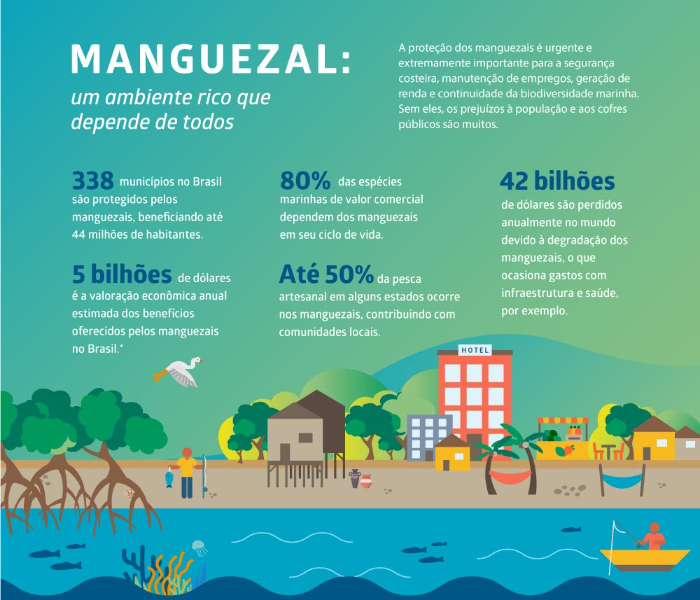 MANGUEZAL:
um ambiente rico que
depende de todos
A proteção dos manguezais é urgente e
extremamente importante para a segurança
costeira, manutenção de empregos, geração de
renda e continuidade da biodiversidade marinha.
Sem eles, os prejuízos à população e aos cofres
públicos são muitos.
338 municípios no Brasil
são protegidos pelos
manguezais, beneficiando até
44 milhões de habitantes.
80% das espécies
marinhas de valor comercial
dependem dos manguezais
em seu ciclo de vida.
42 bilhões
de dólares são perdidos
anualmente no mundo
devido à degradação dos
manguezais, o que
ocasiona gastos com
infraestrutura e saúde,
por exemplo.
5 bilhões de dólares
é a valoração econômica anual
estimada dos benefícios
oferecidos pelos manguezais
no Brasil.*
Até 50% da pesca
artesanal em alguns estados ocorre
nos manguezais, contribuindo com
comunidades locais.
HOTEL